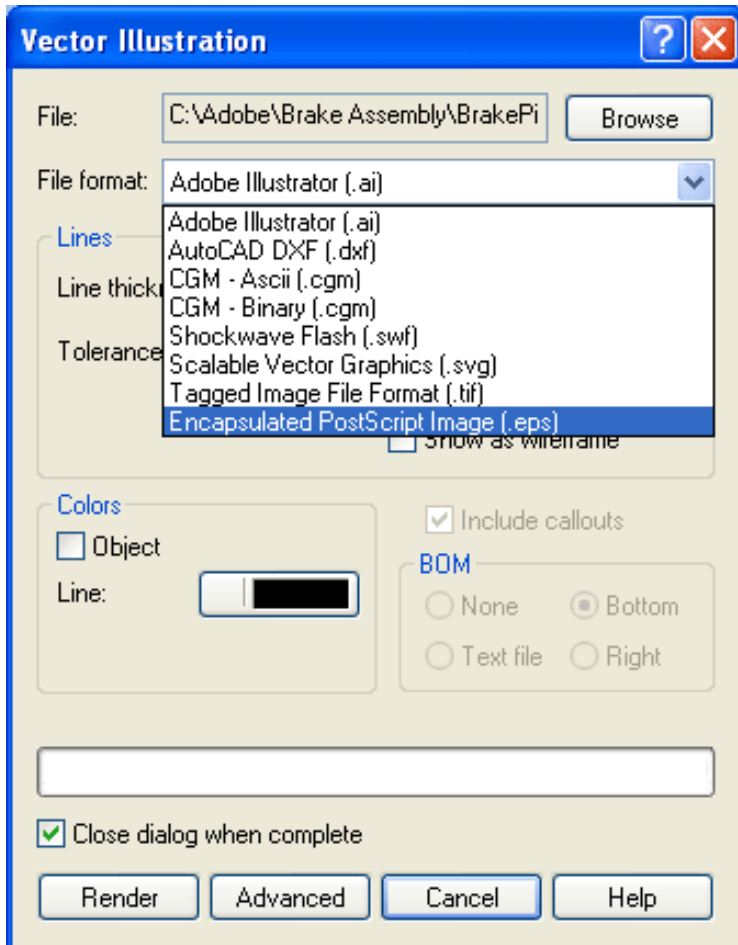 Vector Illustration
File: C:\Adobe\Brake Assembly\BrakePi Browse
File format: Adobe Illustrator (.ai)
Adobe Illustrator (.ai)
Lines
AutoCAD DXF (.dxf)
CGM - Ascii (.cgm)
Line thick
CGM - Binary (.cgm)
Shockwave Flash (.swf)
Tolerance
Scalable Vector Graphics (.svg)
Tagged Image File Format (.tif)
Encapsulated PostScript Image (.eps)
Show as wireframe
Colors
Include callouts
Object
BOM
Line:
None Bottom
Text file Right
Close dialog when complete
Render Advanced Cancel Help